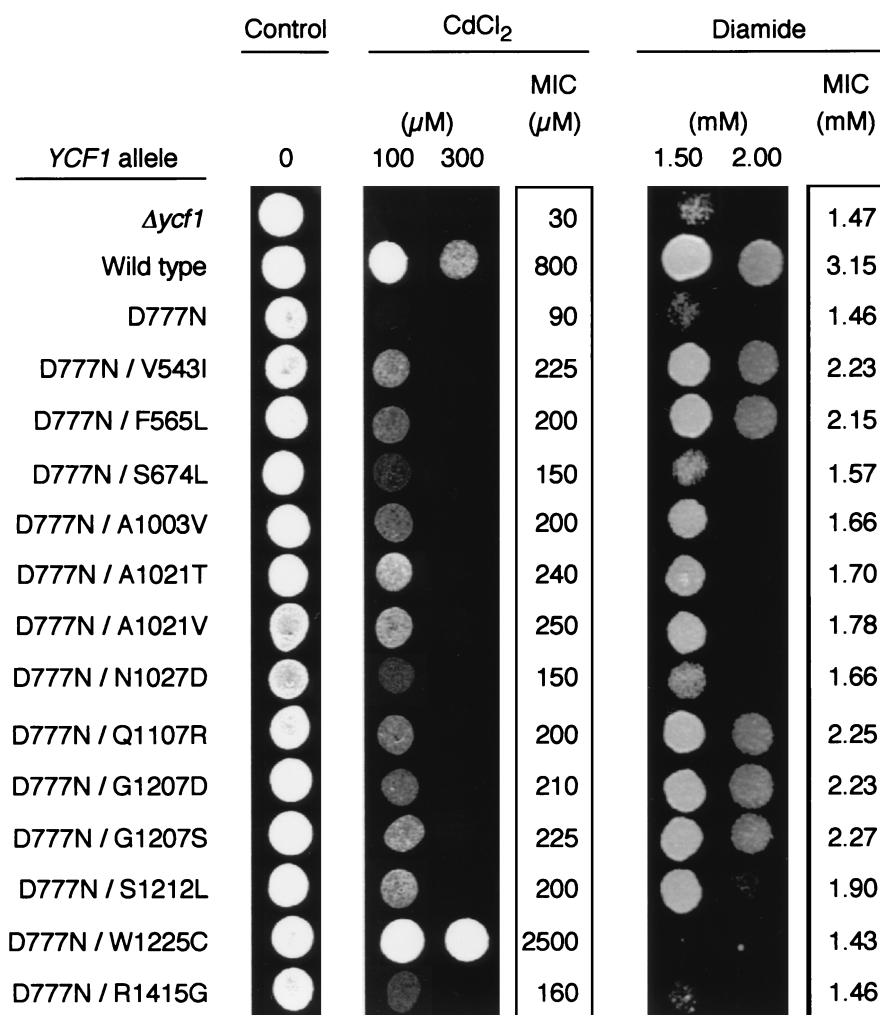 Control CdCl2 Diamide
MIC MIC
(µM) (µM) (mM) (mM)
YCF1 allele 0 100 300 1.50 2.00
Δycf1 30 1.47
Wild type 800 3.15
D777N 90 1.46
D777N / V543I 225 2.23
D777N / F565L 200 2.15
D777N / S674L 150 1.57
D777N / A1003V 200 1.66
D777N / A1021T 240 1.70
D777N / A1021V 250 1.78
D777N / N1027D 150 1.66
D777N / Q1107R 200 2.25
D777N / G1207D 210 2.23
D777N / G1207S 225 2.27
D777N / S1212L 200 1.90
D777N / W1225C 2500 1.43
D777N / R1415G 160 1.46